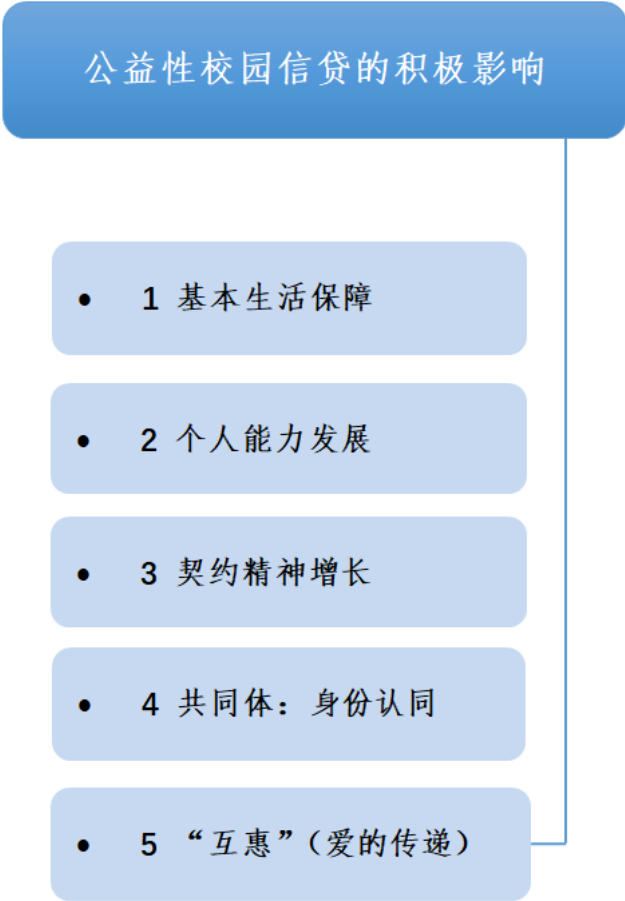 公益性校园信贷的积极影响
• 1 基本生活保障
• 2 个人能力发展
• 3 契约精神增长
• 4 共同体：身份认同
• 5 “互惠”（爱的传递）